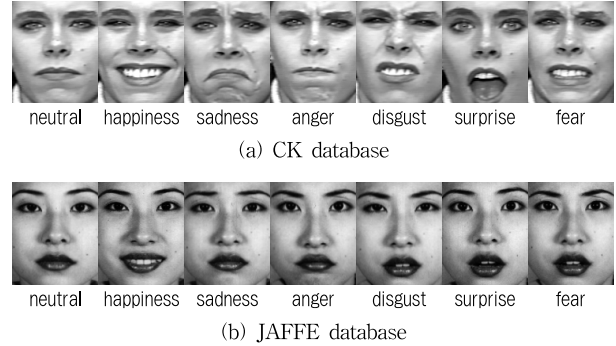 neutral happiness sadness anger disgust surprise fear
(a) CK database
neutral happiness sadness anger disgust surprise fear
(b) JAFFE database